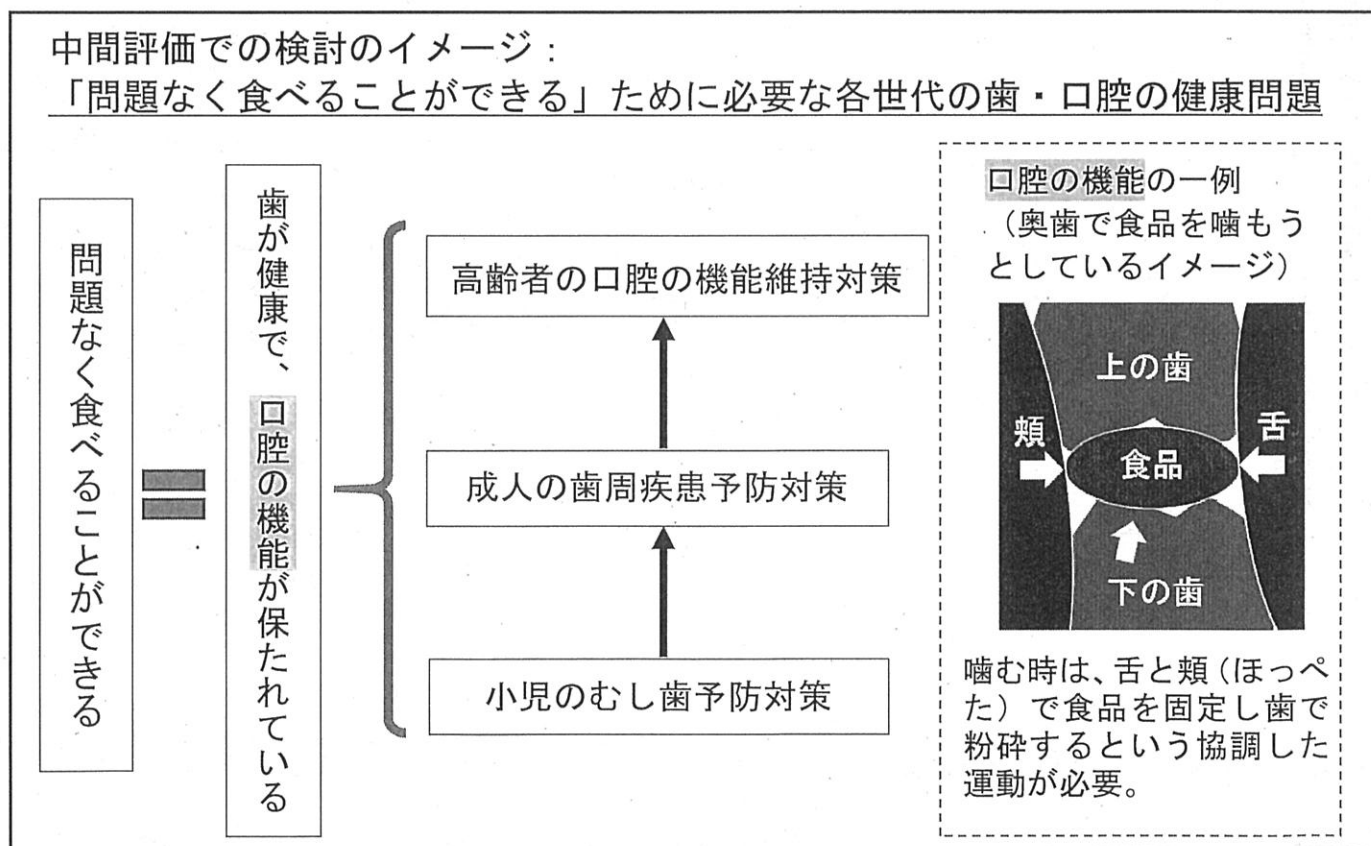 中間評価での検討のイメージ：
「問題なく食べることができる」ために必要な各世代の歯・口腔の健康問題
問題なく食べることができる
歯が健康で、口腔の機能が保たれている
高齢者の口腔の機能維持対策
成人の歯周疾患予防対策
小児のむし歯予防対策
口腔の機能の一例
（奥歯で食品を噛もう
としているイメージ）
上の歯
頬
舌
食品
下の歯
噛む時は、舌と頬（ほっぺ
た）で食品を固定し歯で
粉砕するという協調した
運動が必要。